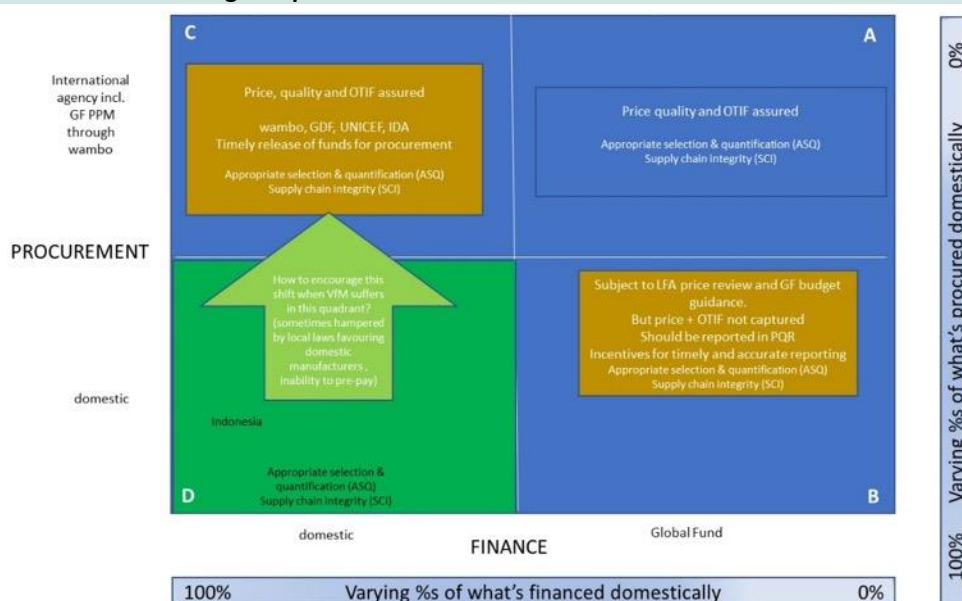 C
A
International
agency incl.
GF PPM
through
wambo
Price, quality and OTIF assured
wambo, GDF, UNICEF, IDA
Timely release of funds for procurement
Appropriate selection & quantification (ASQ)
Supply chain integrity (SCI)
Price quality and OTIF assured
Appropriate selection & quantification (ASQ)
Supply chain integrity (SCI)
PROCUREMENT
How to encourage this
shift when VfM suffers
in this quadrant?
(sometimes hampered
by local laws favouring
domestic
manufacturers ,
inability to pre-pay)
Subject to LFA price review and GF budget
guidance.
But price + OTIF not captured
Should be reported in PQR
Incentives for timely and accurate reporting
Appropriate selection & quantification (ASQ)
Supply chain integrity (SCI)
domestic
Indonesia
Appropriate selection &
quantification (ASQ)
Supply chain integrity (SCI)
D
B
domestic
Global Fund
FINANCE
100% Varying %s of what's financed domestically 0%
100% Varying %s of what's procured domestically 0%